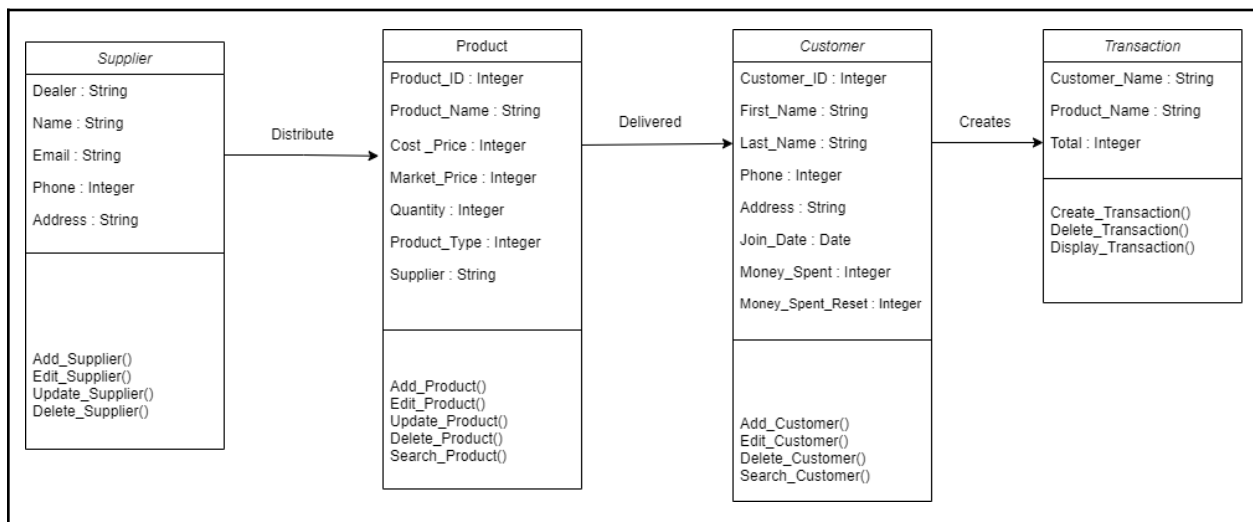 Supplier
Dealer : String
Name : String
Email : String
Phone : Integer
Address : String
Add_Supplier()
Edit_Supplier()
Update_Supplier()
Delete_Supplier()
Distribute
Product
Product_ID : Integer
Product_Name : String
Cost _Price : Integer
Market_Price : Integer
Quantity : Integer
Product_Type : Integer
Supplier : String
Add_Product()
Edit_Product()
Update_Product()
Delete_Product()
Search_Product()
Delivered
Customer
Customer_ID : Integer
First_Name : String
Last_Name : String
Phone : Integer
Address : String
Join_Date : Date
Money_Spent : Integer
Money_Spent_Reset : Integer
Add_Customer()
Edit_Customer()
Delete_Customer()
Search_Customer()
Creates
Transaction
Customer_Name : String
Product_Name : String
Total : Integer
Create_Transaction()
Delete_Transaction()
Display_Transaction()